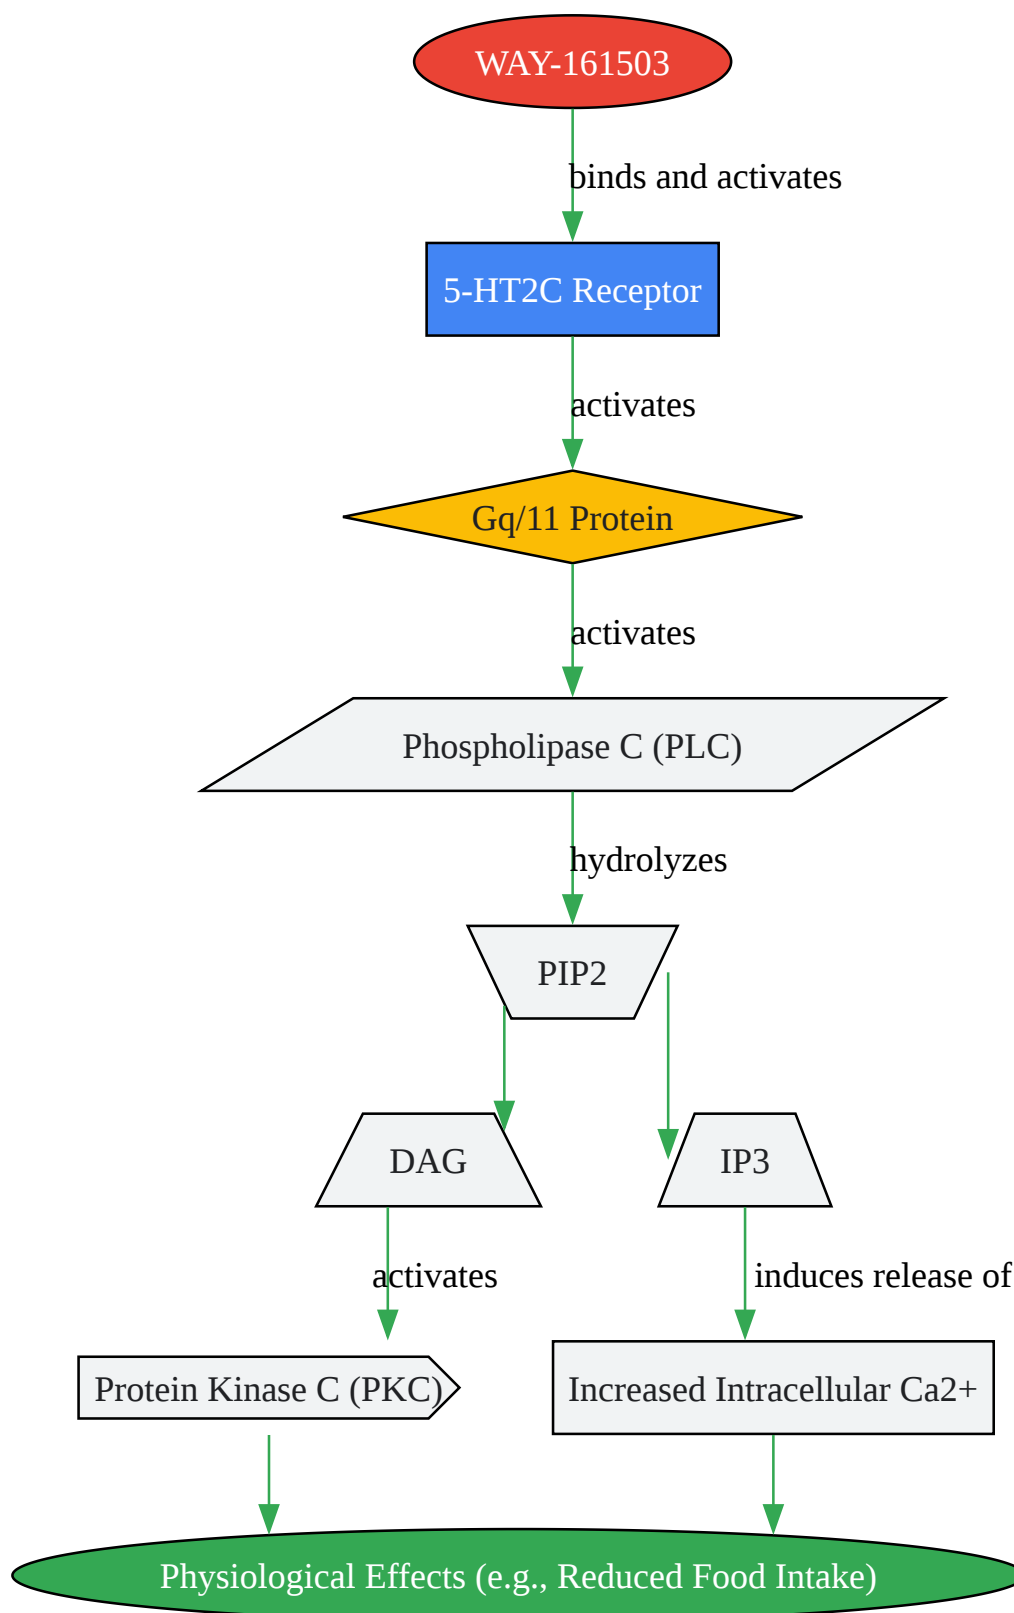 WAY-161503
binds and activates
5-HT2C Receptor
activates
Gq/11 Protein
activates
Phospholipase C (PLC)
hydrolyzes
PIP2
DAG
IP3
activates
induces release of
Protein Kinase C (PKC)
Increased Intracellular Ca2+
Physiological Effects (e.g., Reduced Food Intake)